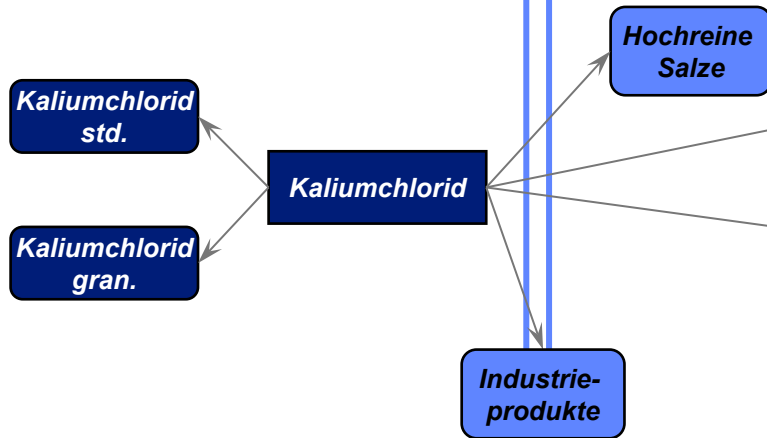 Hochreine
Salze
Kaliumchlorid
std.
Kaliumchlorid
Kaliumchlorid
gran.
Industrie-
produkte